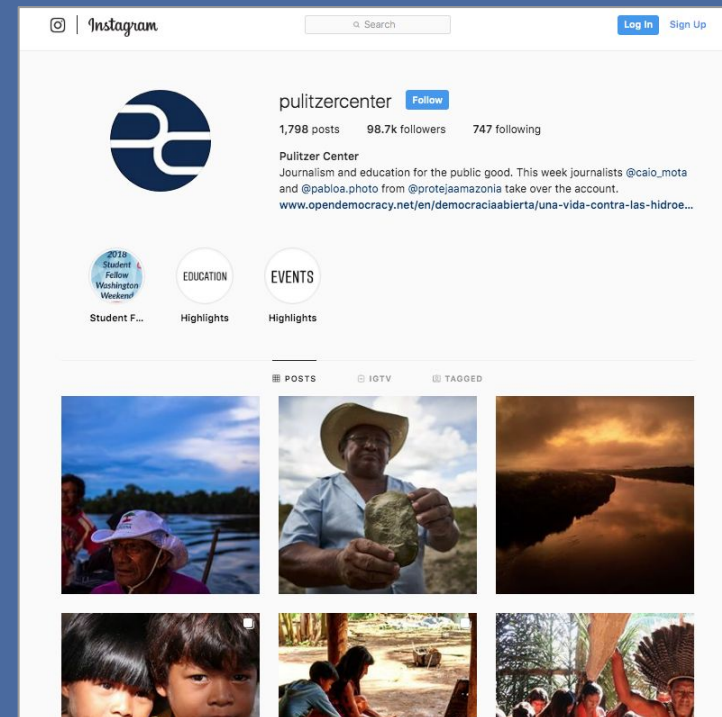 Instagram
Search
Log In
Sign Up
pulitzercenter
Follow
1,798 posts 98.7k followers 747 following
Pulitzer Center
Journalism and education for the public good. This week journalists @caio_mota
and @pabloa.photo from @protejaamazonia take over the account.
www.opendemocracy.net/en/democraciaabierta/una-vida-contra-las-hidroe...
2018
Student
Fellow
Washington
Weekend
EDUCATION
EVENTS
Student F...
Highlights
Highlights
POSTS
IGTV
TAGGED